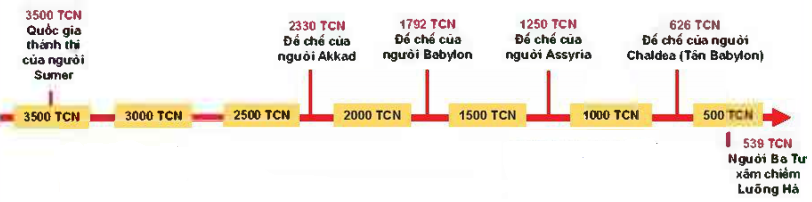 3500 TCN
Quốc gia
thành thị
của người
Sumer
2330 TCN
Đế chế của
người Akkad
1792 TCN
Đế chế của
người Babylon
1250 TCN
Đế chế của
người Assyria
626 TCN
Đế chế của người
Chaldea (Tân Babylon)
3500 TCN
3000 TCN
2500 TCN
2000 TCN
1500 TCN
1000 TCN
500 TCN
539 TCN
Người Ba Tư
xâm chiếm
Lưỡng Hà